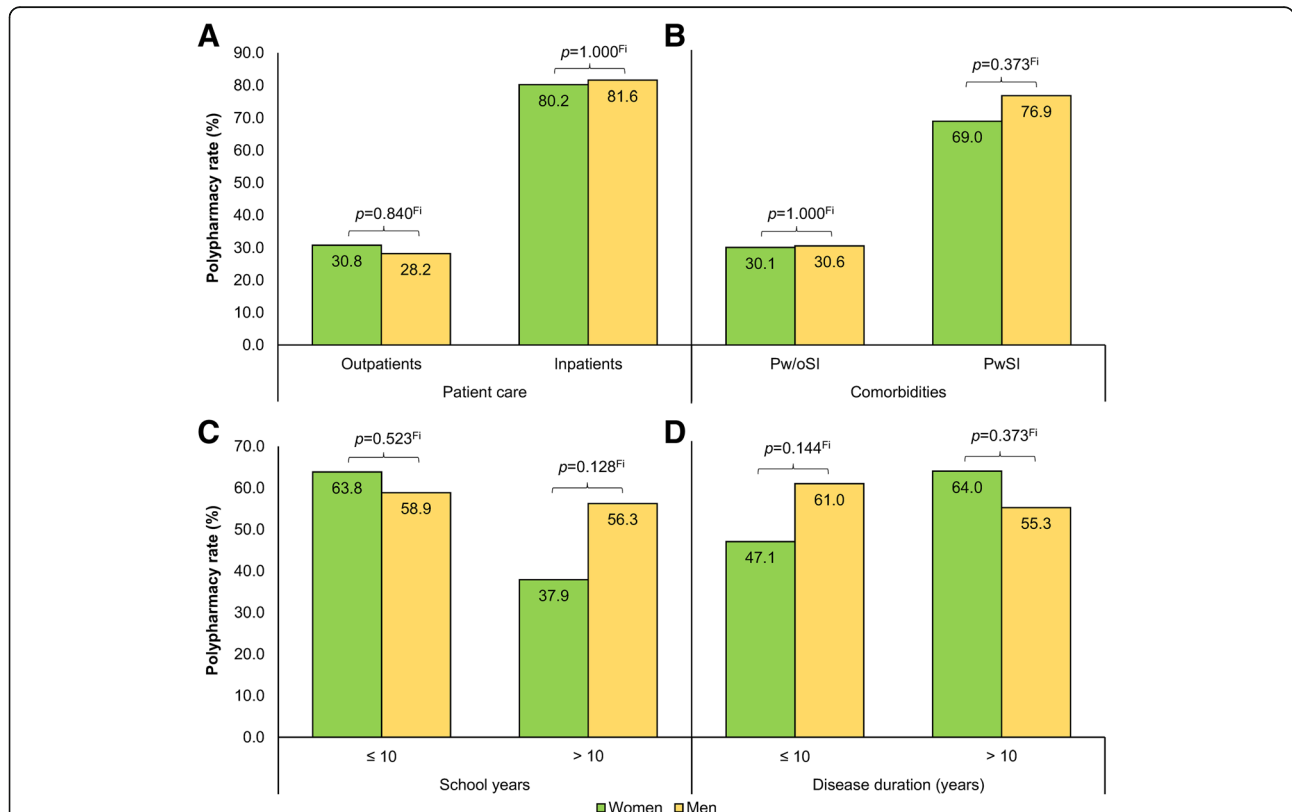 A
B
Polypharmacy rate (%)
90.0
80.0
70.0
60.0
50.0
40.0
30.0
20.0
10.0
0.0
p=0.840Fi
p=1.000Fi
p=1.000Fi
p=0.373Fi
30.8
28.2
80.2
81.6
30.1
30.6
69.0
76.9
Outpatients
Inpatients
Pw/oSI
PwSI
Patient care
Comorbidities
C
D
Polypharmacy rate (%)
70.0
60.0
50.0
40.0
30.0
20.0
10.0
0.0
p=0.523Fi
p=0.128Fi
p=0.144Fi
p=0.373Fi
63.8
58.9
37.9
56.3
47.1
61.0
64.0
55.3
≤ 10
> 10
≤ 10
> 10
School years
Disease duration (years)
Women
Men